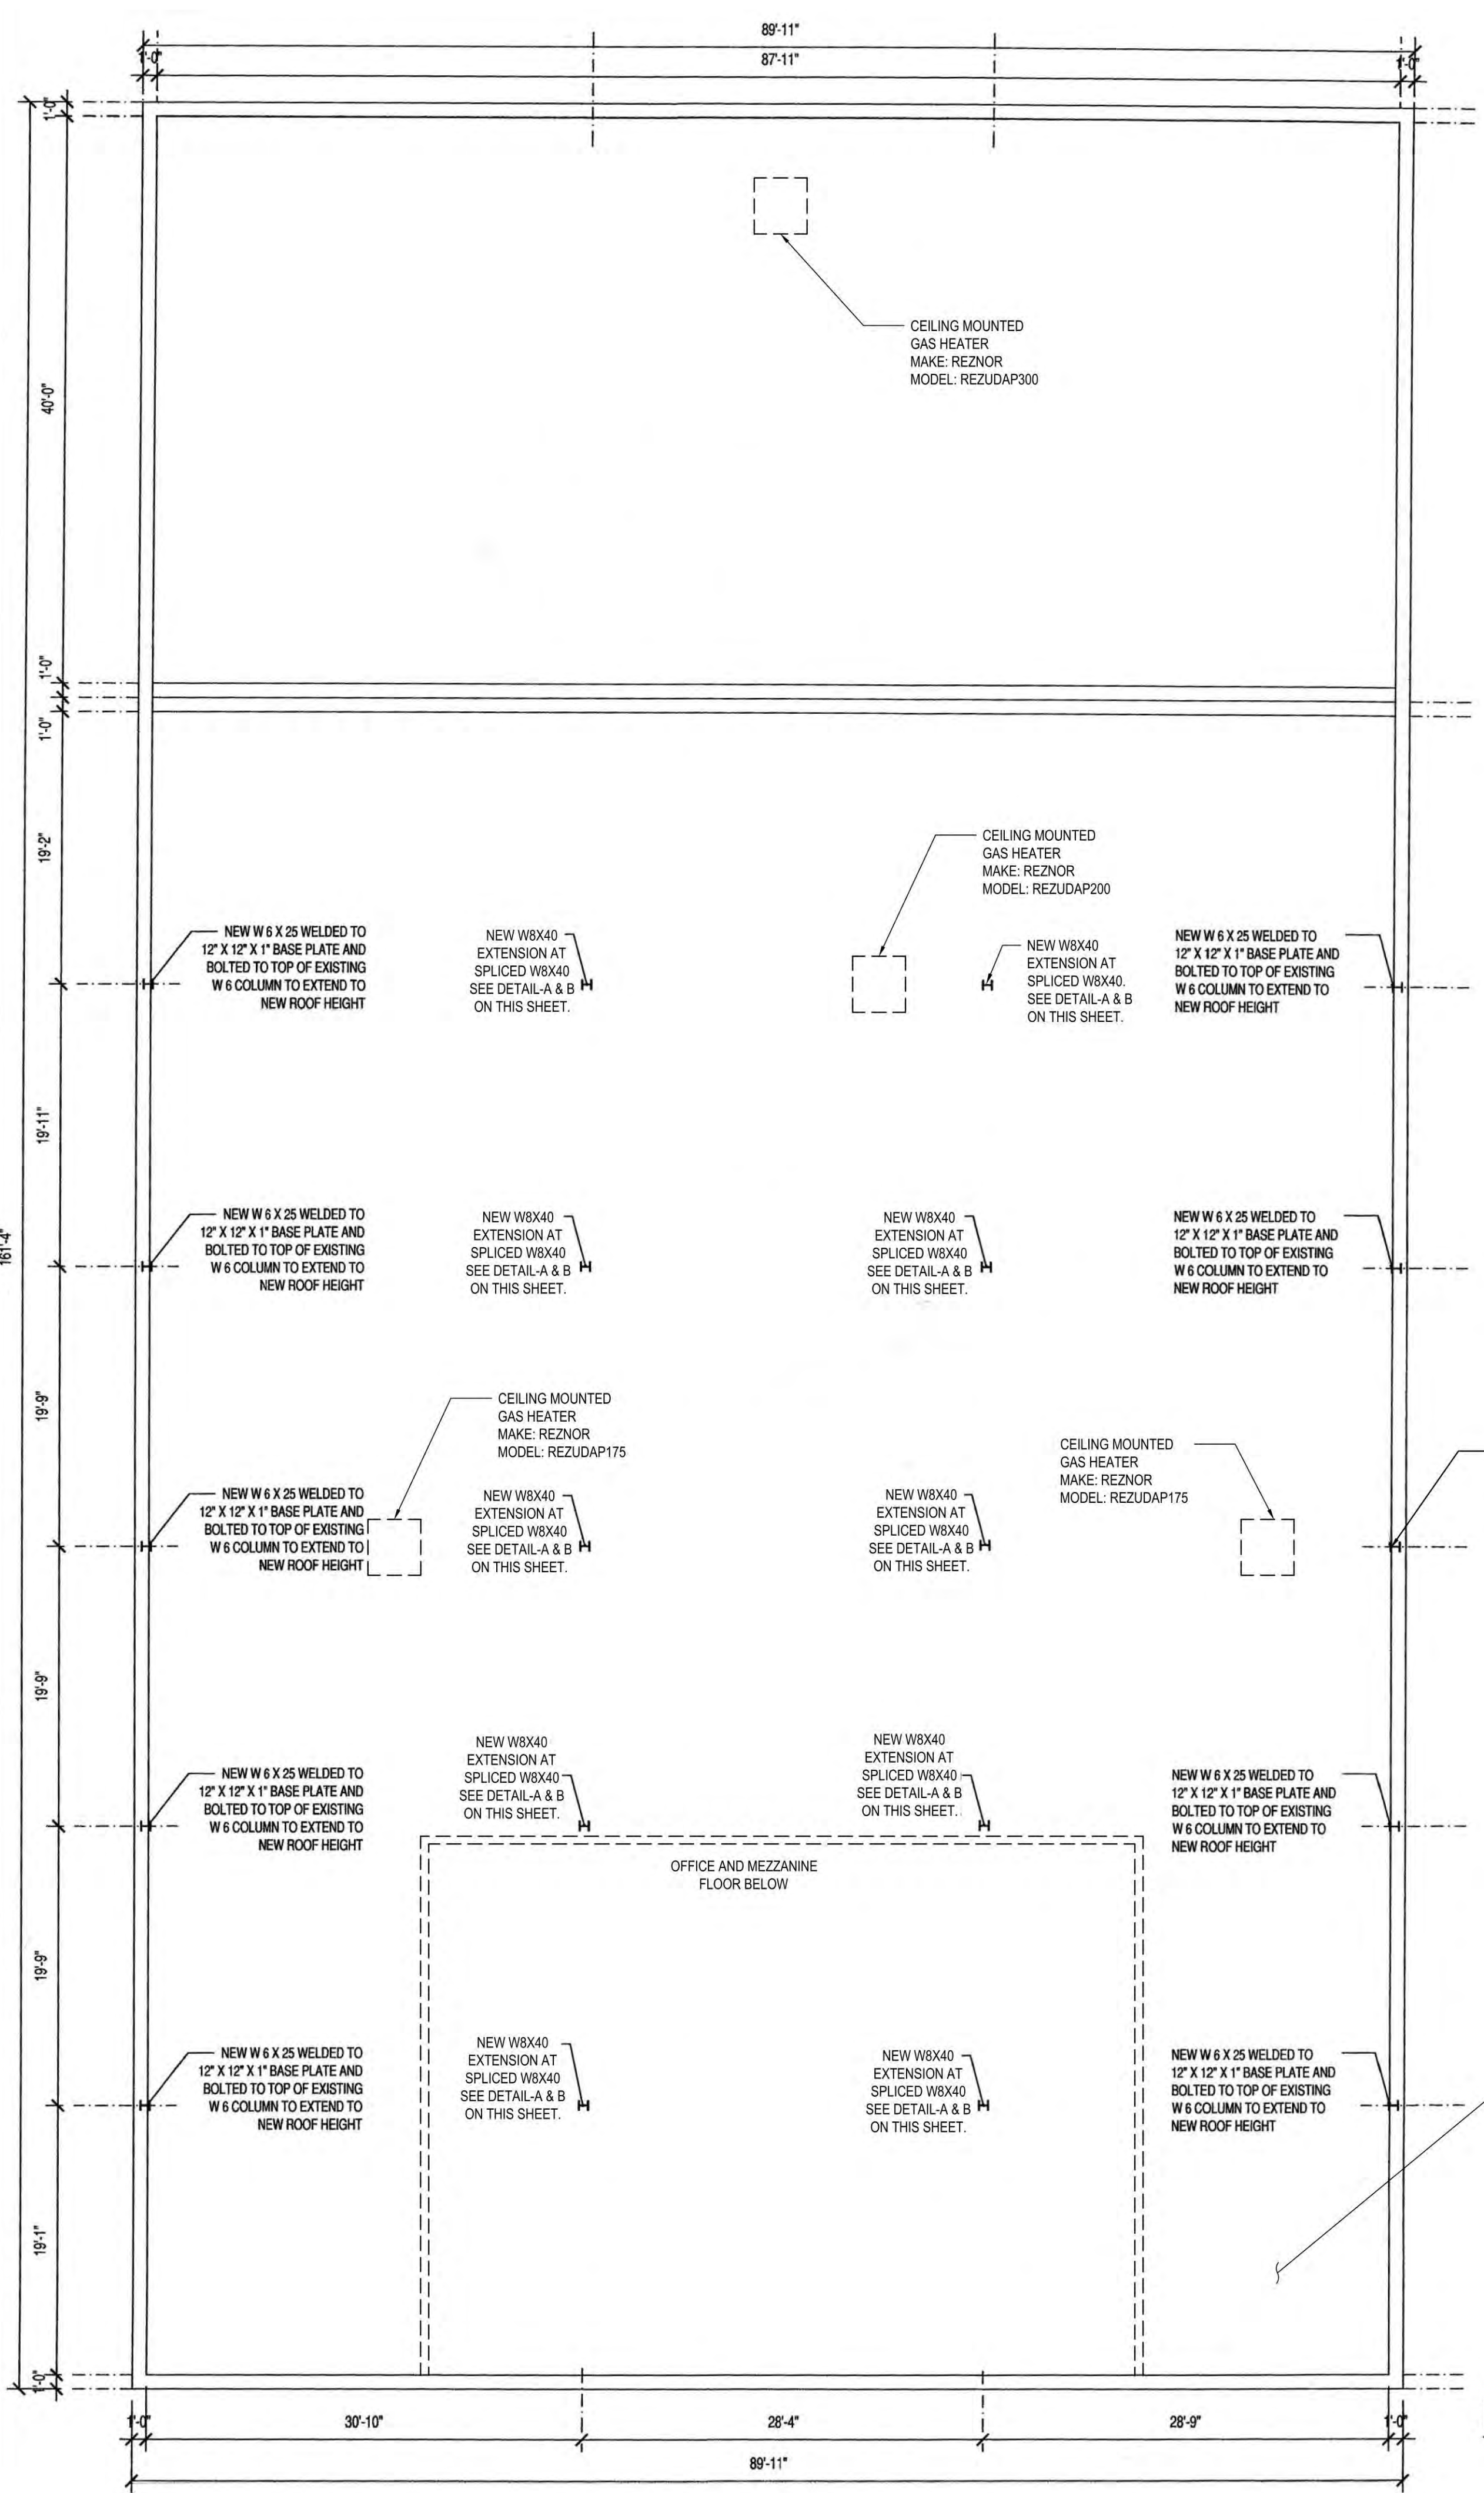 89'-11"
1'-0"
87'-11"
1'-0"
1'-0"
CEILING MOUNTED
GAS HEATER
MAKE: REZNOR
MODEL: REZUDAP300
40'-0"
1'-0"
1'-0"
19'-2"
CEILING MOUNTED
GAS HEATER
MAKE: REZNOR
MODEL: REZUDAP200
NEW W 6 X 25 WELDED TO
12" X 12" X 1" BASE PLATE AND
BOLTED TO TOP OF EXISTING
W 6 COLUMN TO EXTEND TO
NEW ROOF HEIGHT
NEW W8X40
EXTENSION AT
SPLICED W8X40
SEE DETAIL-A & B
ON THIS SHEET.
NEW W8X40
EXTENSION AT
SPLICED W8X40.
SEE DETAIL-A & B
ON THIS SHEET.
NEW W 6 X 25 WELDED TO
12" X 12" X 1" BASE PLATE AND
BOLTED TO TOP OF EXISTING
W 6 COLUMN TO EXTEND TO
NEW ROOF HEIGHT
19'-11"
161'-4"
NEW W 6 X 25 WELDED TO
12" X 12" X 1" BASE PLATE AND
BOLTED TO TOP OF EXISTING
W 6 COLUMN TO EXTEND TO
NEW ROOF HEIGHT
NEW W8X40
EXTENSION AT
SPLICED W8X40
SEE DETAIL-A & B
ON THIS SHEET.
NEW W8X40
EXTENSION AT
SPLICED W8X40
SEE DETAIL-A & B
ON THIS SHEET.
NEW W 6 X 25 WELDED TO
12" X 12" X 1" BASE PLATE AND
BOLTED TO TOP OF EXISTING
W 6 COLUMN TO EXTEND TO
NEW ROOF HEIGHT
19'-9"
CEILING MOUNTED
GAS HEATER
MAKE: REZNOR
MODEL: REZUDAP175
CEILING MOUNTED
GAS HEATER
MAKE: REZNOR
MODEL: REZUDAP175
NEW W 6 X 25 WELDED TO
12" X 12" X 1" BASE PLATE AND
BOLTED TO TOP OF EXISTING
W 6 COLUMN TO EXTEND TO
NEW ROOF HEIGHT
NEW W8X40
EXTENSION AT
SPLICED W8X40
SEE DETAIL-A & B
ON THIS SHEET.
NEW W8X40
EXTENSION AT
SPLICED W8X40
SEE DETAIL-A & B
ON THIS SHEET.
19'-9"
NEW W 6 X 25 WELDED TO
12" X 12" X 1" BASE PLATE AND
BOLTED TO TOP OF EXISTING
W 6 COLUMN TO EXTEND TO
NEW ROOF HEIGHT
NEW W8X40
EXTENSION AT
SPLICED W8X40
SEE DETAIL-A & B
ON THIS SHEET.
NEW W8X40
EXTENSION AT
SPLICED W8X40
SEE DETAIL-A & B
ON THIS SHEET.
NEW W 6 X 25 WELDED TO
12" X 12" X 1" BASE PLATE AND
BOLTED TO TOP OF EXISTING
W 6 COLUMN TO EXTEND TO
NEW ROOF HEIGHT
OFFICE AND MEZZANINE
FLOOR BELOW
19'-9"
NEW W 6 X 25 WELDED TO
12" X 12" X 1" BASE PLATE AND
BOLTED TO TOP OF EXISTING
W 6 COLUMN TO EXTEND TO
NEW ROOF HEIGHT
NEW W8X40
EXTENSION AT
SPLICED W8X40
SEE DETAIL-A & B
ON THIS SHEET.
NEW W8X40
EXTENSION AT
SPLICED W8X40
SEE DETAIL-A & B
ON THIS SHEET.
NEW W 6 X 25 WELDED TO
12" X 12" X 1" BASE PLATE AND
BOLTED TO TOP OF EXISTING
W 6 COLUMN TO EXTEND TO
NEW ROOF HEIGHT
19'-1"
1'-0"
1'-0"
30'-10"
28'-4"
28'-9"
1'-0"
89'-11"